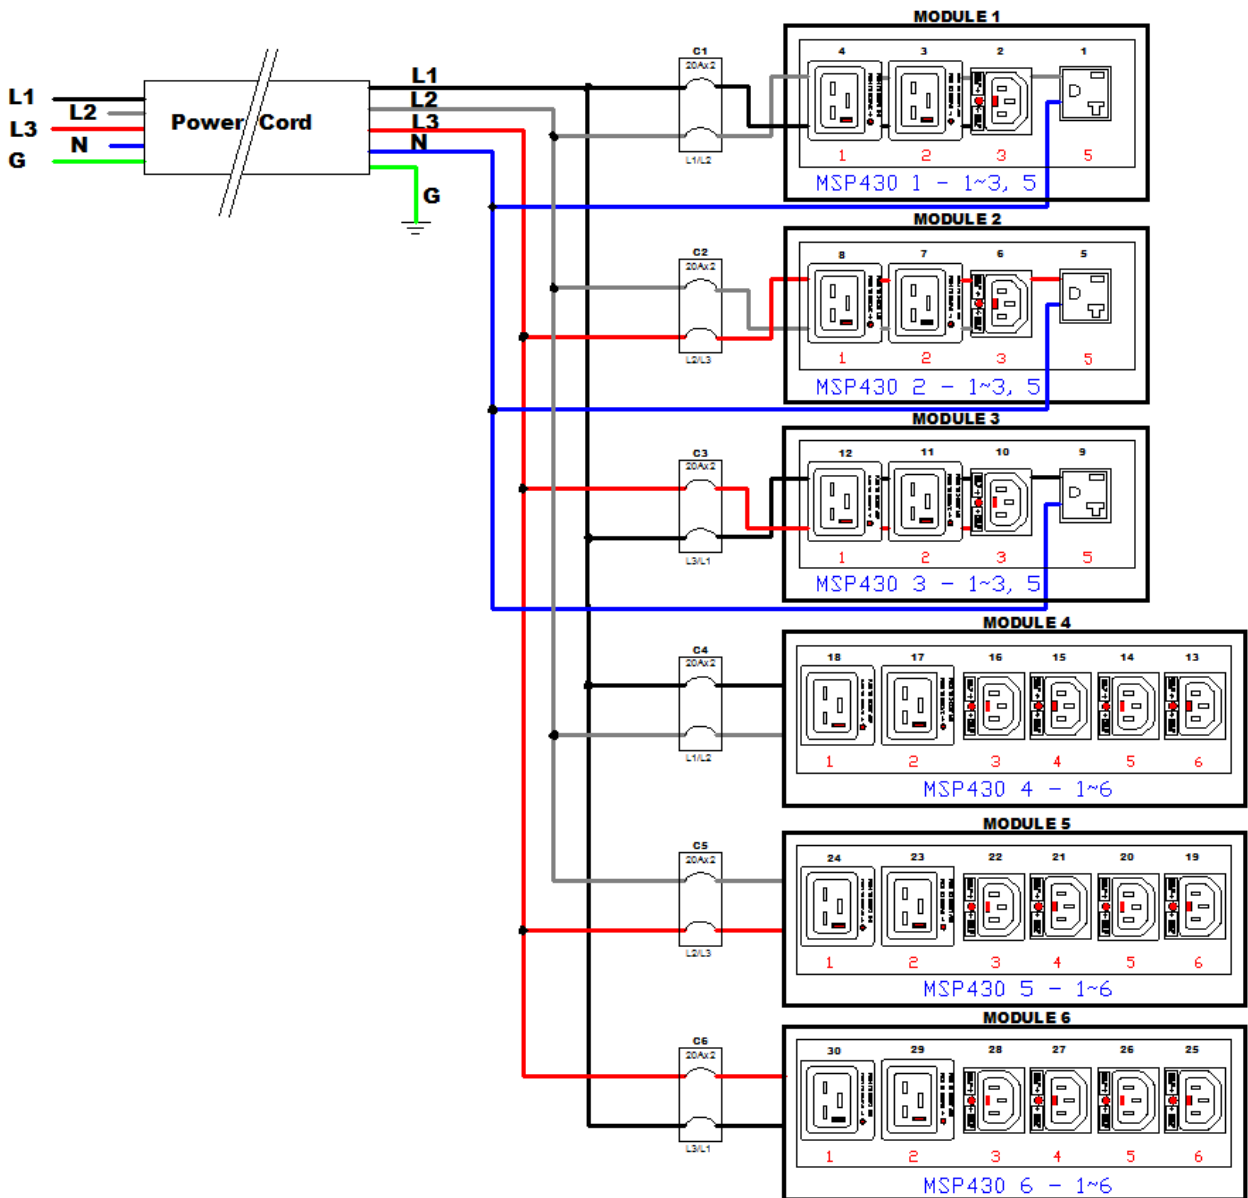 L1
L2
L3
N
G
Power Cord
L1
L2
L3
N
G
MODULE 1
C1
20Ax2
L1/L2
4 3 2 1
1 2 3 5
MSP430 1 - 1~3, 5
MODULE 2
C2
20Ax2
L2/L3
8 7 6 5
1 2 3 5
MSP430 2 - 1~3, 5
MODULE 3
C3
20Ax2
L3/L1
12 11 10 9
1 2 3 5
MSP430 3 - 1~3, 5
MODULE 4
C4
20Ax2
L1/L2
18 17 16 15 14 13
1 2 3 4 5 6
MSP430 4 - 1~6
MODULE 5
C5
20Ax2
L2/L3
24 23 22 21 20 19
1 2 3 4 5 6
MSP430 5 - 1~6
MODULE 6
C6
20Ax2
L3/L1
30 29 28 27 26 25
1 2 3 4 5 6
MSP430 6 - 1~6